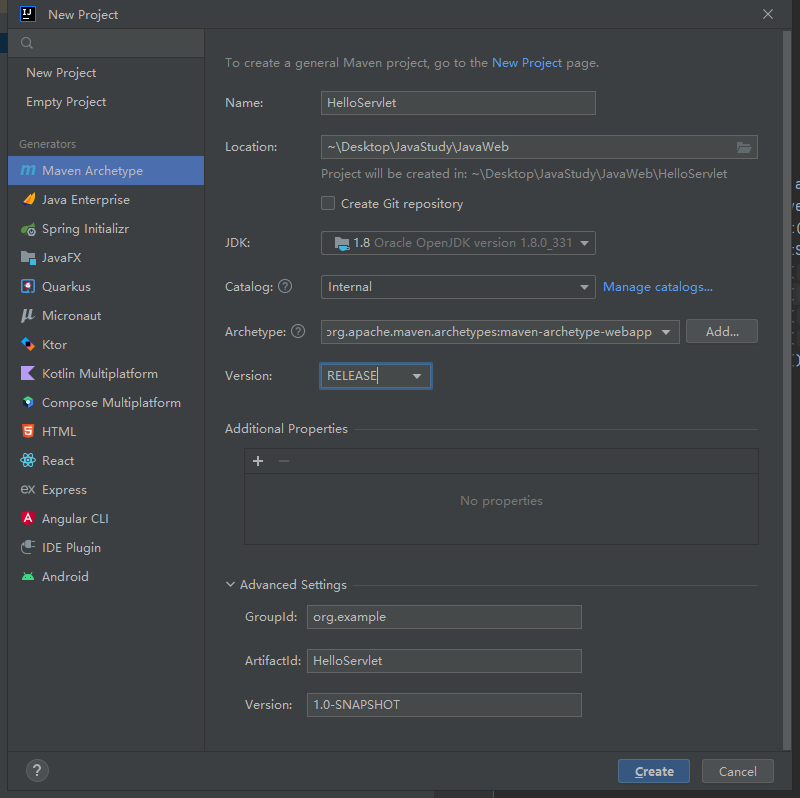 New Project
New Project
Empty Project
Generators
Maven Archetype
Java Enterprise
Spring Initializr
JavaFX
Quarkus
Micronaut
Ktor
Kotlin Multiplatform
Compose Multiplatform
HTML
React
Express
Angular CLI
IDE Plugin
Android
To create a general Maven project, go to the New Project page.
Name: HelloServlet
Location: ~\Desktop\JavaStudy\JavaWeb
Project will be created in: ~\Desktop\JavaStudy\JavaWeb\HelloServlet
Create Git repository
JDK: 1.8 Oracle OpenJDK version 1.8.0_331
Catalog: ? Internal Manage catalogs...
Archetype: ? org.apache.maven.archetypes:maven-archetype-webapp Add...
Version: RELEASE
Additional Properties
+ −
No properties
Advanced Settings
GroupId: org.example
ArtifactId: HelloServlet
Version: 1.0-SNAPSHOT
? Create Cancel